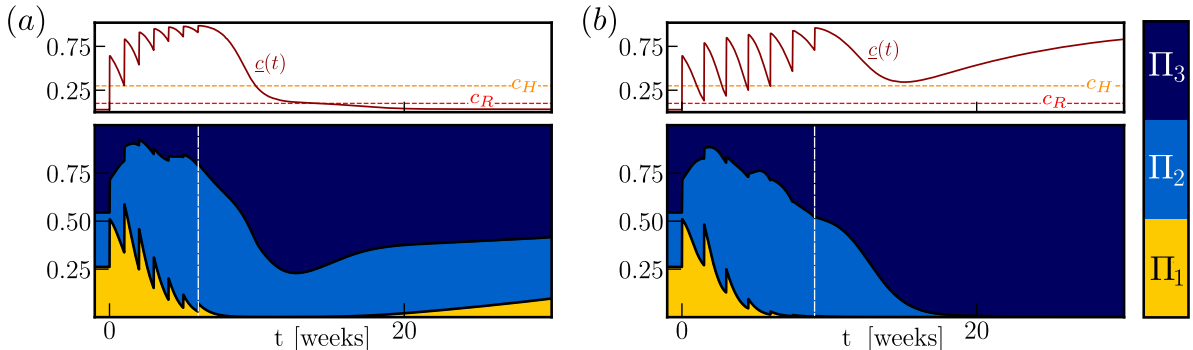 (a)
0.75
0.25
c(t)
c_H
c_R
0.75
0.50
0.25
0
20
t [weeks]
(b)
0.75
0.25
c(t)
c_H
c_R
0.75
0.50
0.25
0
20
t [weeks]
Π₃
Π₂
Π₁